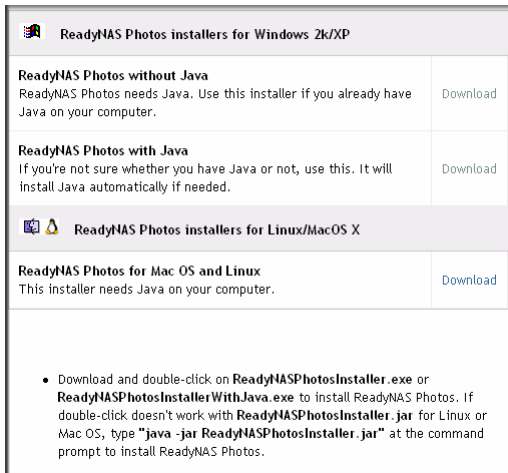 ReadyNAS Photos installers for Windows 2k/XP
ReadyNAS Photos without Java
ReadyNAS Photos needs Java. Use this installer if you already have
Java on your computer.
Download
ReadyNAS Photos with Java
If you're not sure whether you have Java or not, use this. It will
install Java automatically if needed.
Download
ReadyNAS Photos installers for Linux/MacOS X
ReadyNAS Photos for Mac OS and Linux
This installer needs Java on your computer.
Download
• Download and double-click on ReadyNASPhotosInstaller.exe or
ReadyNASPhotosInstallerWithJava.exe to install ReadyNAS Photos. If
double-click doesn't work with ReadyNASPhotosInstaller.jar for Linux or
Mac OS, type "java -jar ReadyNASPhotosInstaller.jar" at the command
prompt to install ReadyNAS Photos.